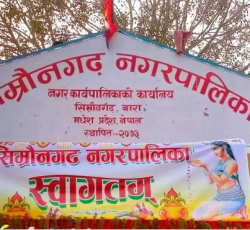 सिम्रौनगढ़ नगरपालिका
नगर कार्यपालिकाको कार्यालय
सिम्रौनगढ, बारा
मधेश प्रदेश, नेपाल
स्थापित-२०७३
सिम्रौनगढ नगरपालिका
स्वागतम्